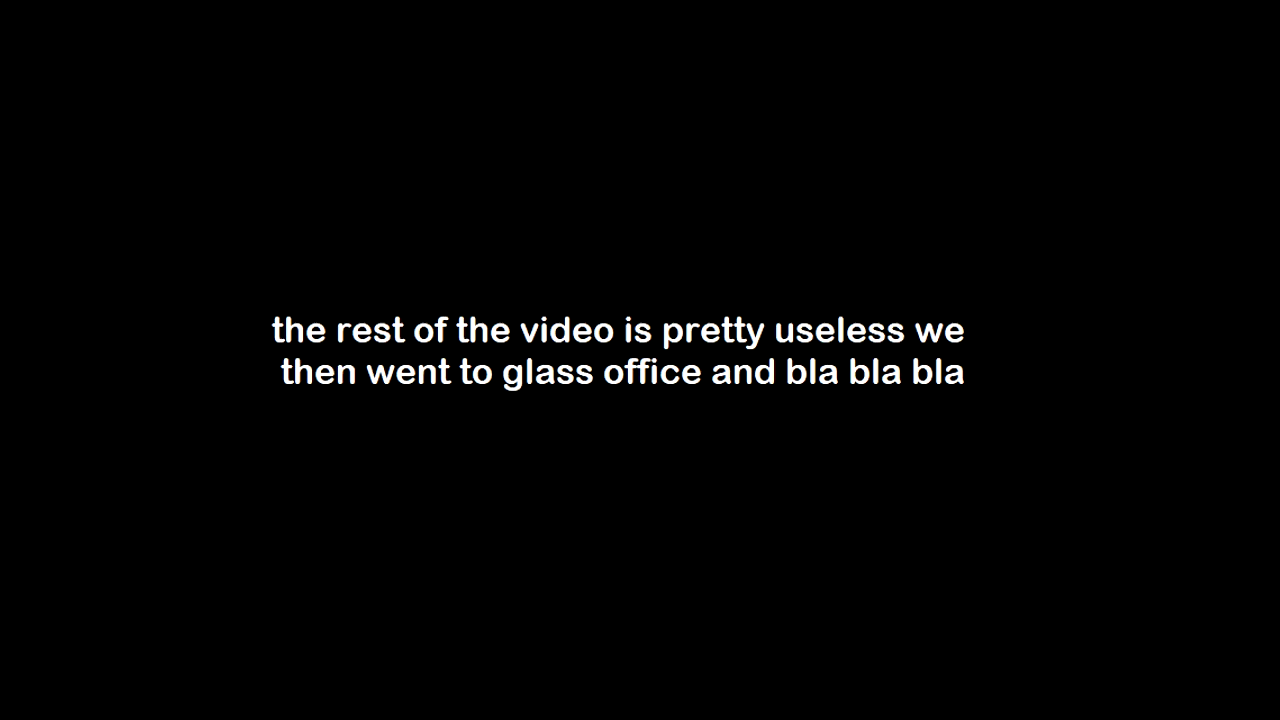 the rest of the video is pretty useless we
then went to glass office and bla bla bla